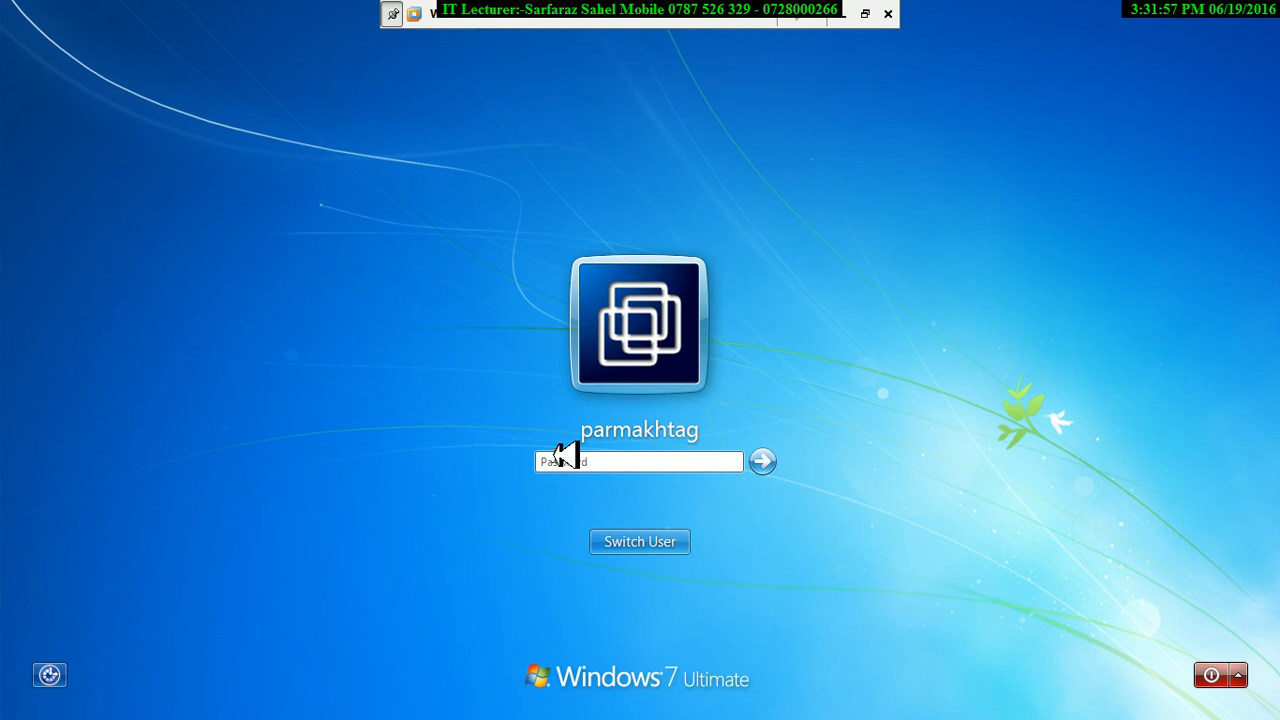 IT Lecturer:-Sarfaraz Sahel Mobile 0787 526 329 - 0728000266
3:31:57 PM 06/19/2016
parmakhtag
Switch User
Windows 7 Ultimate